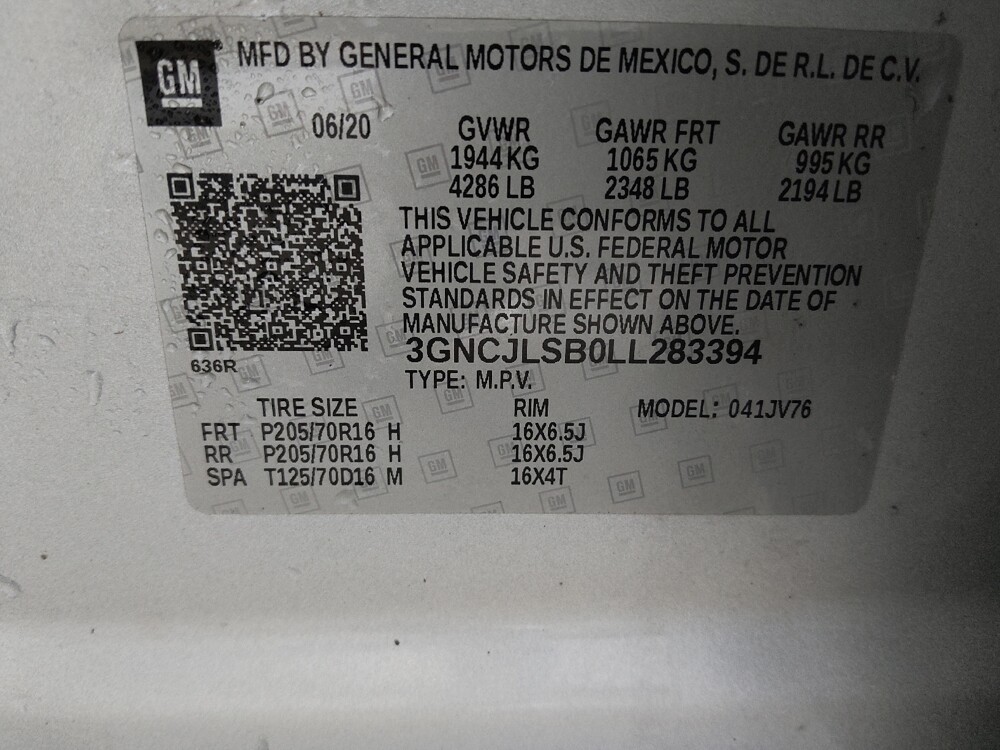 GM MFD BY GENERAL MOTORS DE MEXICO, S. DE R.L. DE C.V.
06/20 GVWR GAWR FRT GAWR RR
1944 KG 1065 KG 995 KG
4286 LB 2348 LB 2194 LB
THIS VEHICLE CONFORMS TO ALL
APPLICABLE U.S. FEDERAL MOTOR
VEHICLE SAFETY AND THEFT PREVENTION
STANDARDS IN EFFECT ON THE DATE OF
MANUFACTURE SHOWN ABOVE.
3GNCJLSB0LL283394
636R TYPE: M.P.V.
TIRE SIZE RIM MODEL: 041JV76
FRT P205/70R16 H 16X6.5J
RR P205/70R16 H 16X6.5J
SPA T125/70D16 M 16X4T